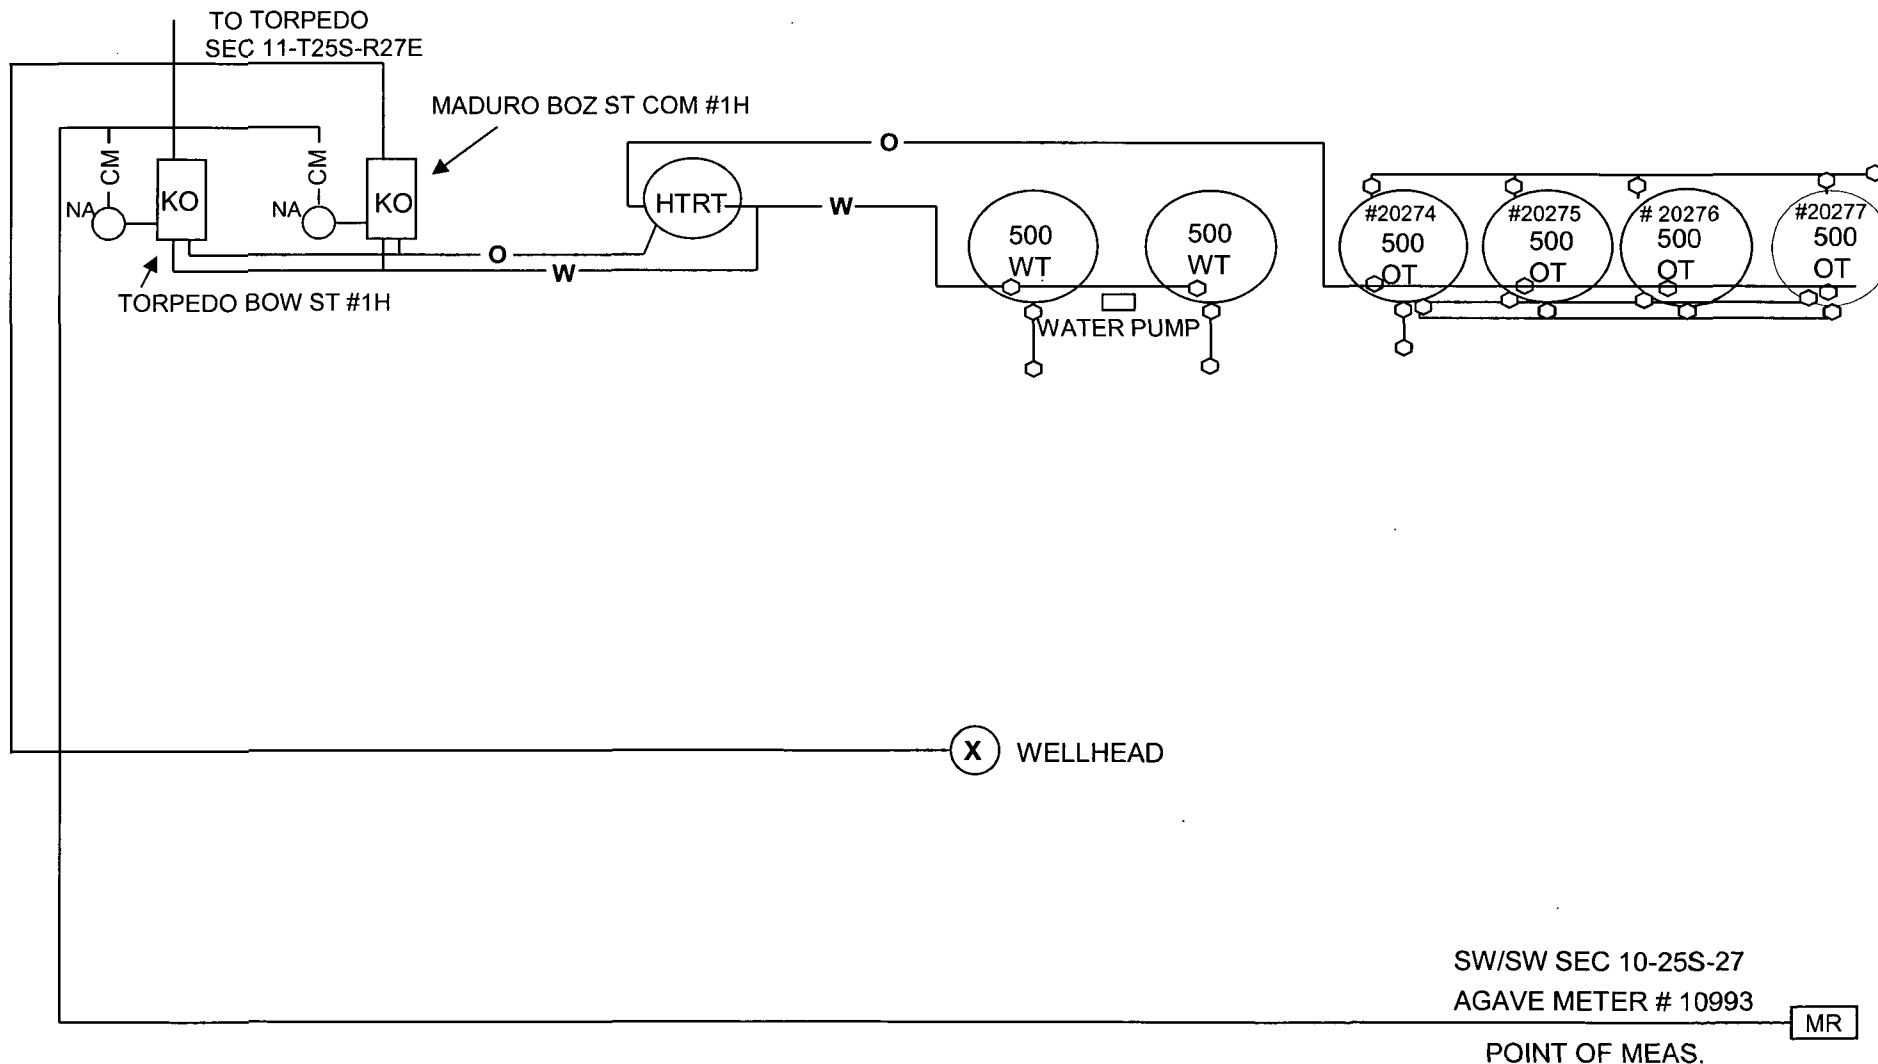 TO TORPEDO
SEC 11-T25S-R27E
MADURO BOZ ST COM #1H
CM
CM
NA
KO
NA
KO
HTRT
O
W
O
W
TORPEDO BOW ST #1H
500
WT
500
WT
WATER PUMP
#20274
500
OT
#20275
500
OT
# 20276
500
OT
#20277
500
OT
X
WELLHEAD
SW/SW SEC 10-25S-27
AGAVE METER # 10993
MR
POINT OF MEAS.